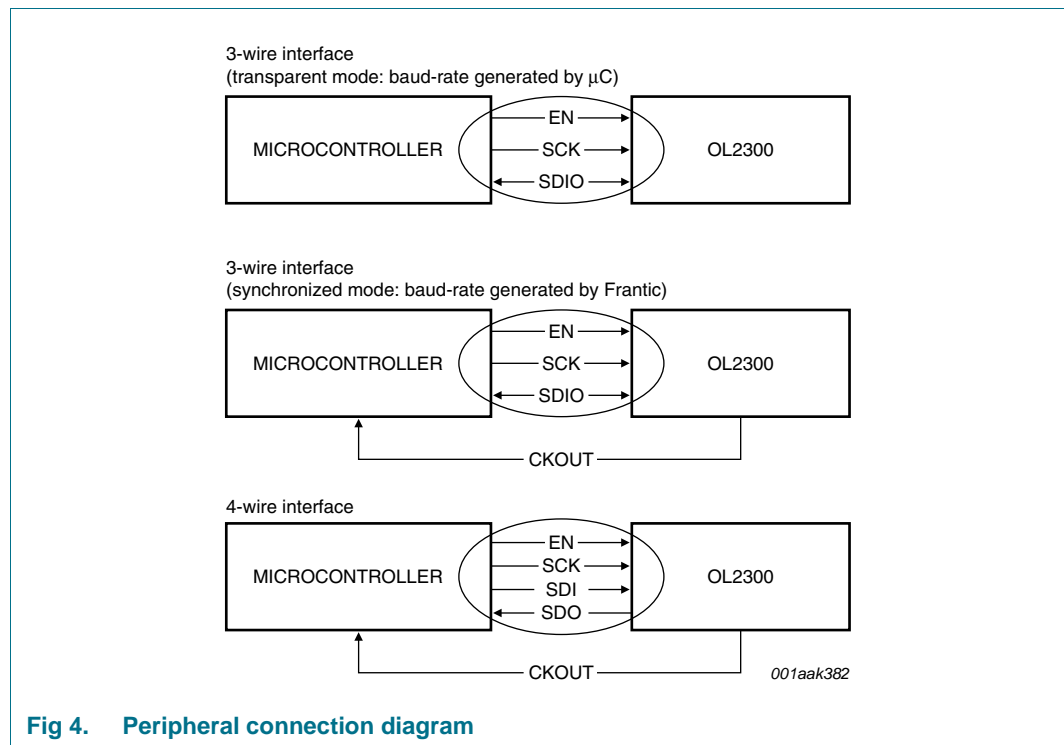 3-wire interface
(transparent mode: baud-rate generated by μC)
MICROCONTROLLER
EN
SCK
SDIO
OL2300
3-wire interface
(synchronized mode: baud-rate generated by Frantic)
MICROCONTROLLER
EN
SCK
SDIO
OL2300
CKOUT
4-wire interface
MICROCONTROLLER
EN
SCK
SDI
SDO
OL2300
CKOUT
001aak382
Fig 4. Peripheral connection diagram